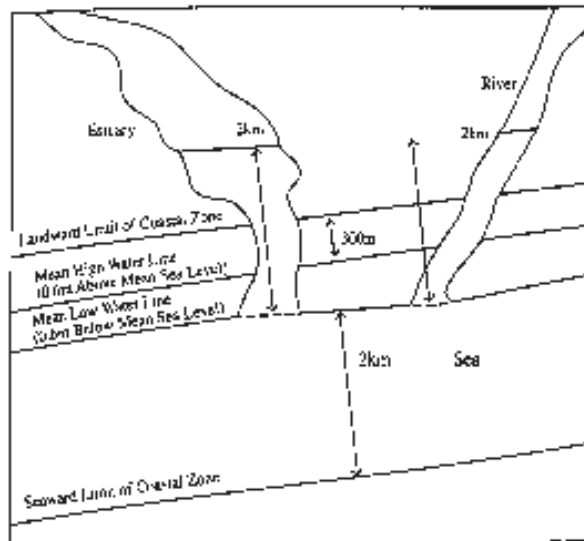 River
Estuary
2km
2km
Landward Limit of Coastal Zone
300m
Mean High Water Line
(0.6m Above Mean Sea Level)
Mean Low Water Line
(0.6m Below Mean Sea Level)
2km
Sea
Seaward Limit of Coastal Zone